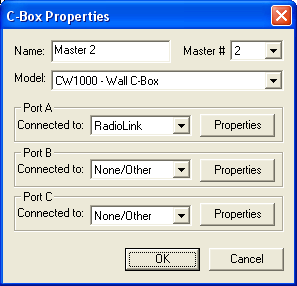 C-Box Properties
Name: Master 2 Master # 2
Model: CW1000 - Wall C-Box
Port A
Connected to: RadioLink Properties
Port B
Connected to: None/Other Properties
Port C
Connected to: None/Other Properties
OK Cancel